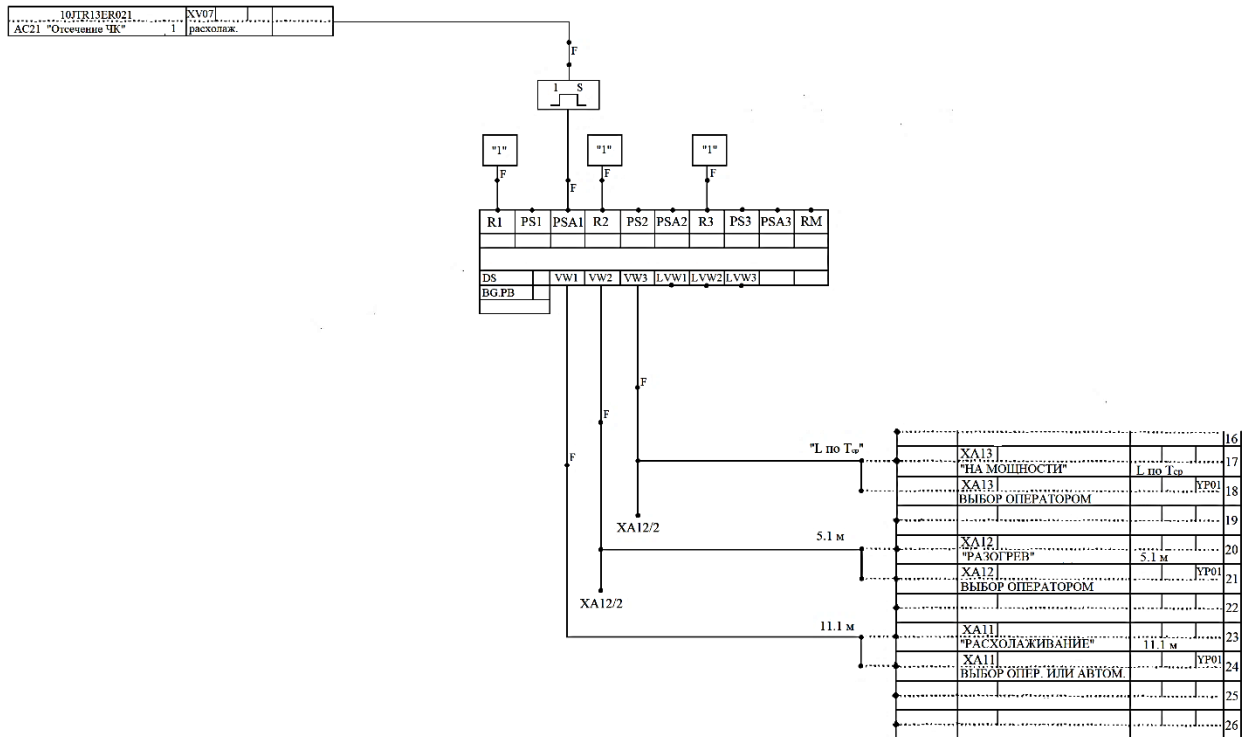 10JTR13ER021 XV07
АС21 "Отсечение ЧК" 1 расхолаж.
F
1 S
"1" "1" "1"
F F F F
R1 PS1 PSA1 R2 PS2 PSA2 R3 PS3 PSA3 RM
DS VW1 VW2 VW3 LVW1 LVW2 LVW3
BG.PB
F
F
F
"L по Tср"
XA12/2
5.1 м
XA12/2
11.1 м
16
XA13 17
"НА МОЩНОСТИ" L по Tср
XA13 YP01 18
ВЫБОР ОПЕРАТОРОМ
19
XA12 20
"РАЗОГРЕВ" 5.1 м
XA12 YP01 21
ВЫБОР ОПЕРАТОРОМ
22
XA11 23
"РАСХОЛАЖИВАНИЕ" 11.1 м
XA11 YP01 24
ВЫБОР ОПЕР. ИЛИ АВТОМ.
25
26